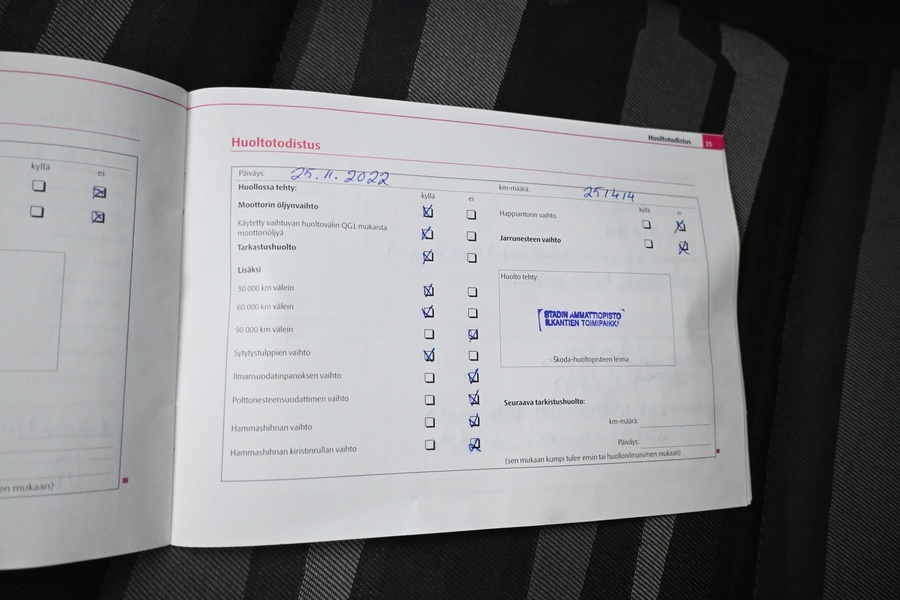 kyllä ei
en mukaan)
Huoltotodistus 25
Huoltotodistus
Päiväys: 25.11.2022
km-määrä: 251414
Huollossa tehty:
kyllä ei
Moottorin öljynvaihto
Käytetty vaihtuvan huoltovälin QG1 mukaista
moottoriöljyä
Tarkastushuolto
Lisäksi
30 000 km välein
60 000 km välein
90 000 km välein
Sytytystulppien vaihto
Ilmansuodatinpanoksen vaihto
Polttonesteensuodattimen vaihto
Hammashihnan vaihto
Hammashihnan kiristinrullan vaihto
kyllä ei
Happianturin vaihto
Jarrunesteen vaihto
Huolto tehty:
STADIN AMMATTIOPISTO
ILKANTIEN TOIMIPAIKKA
Škoda-huoltopisteen leima
Seuraava tarkistushuolto:
km-määrä:
Päiväys:
(sen mukaan kumpi tulee ensin tai huollonilmaisimen mukaan)